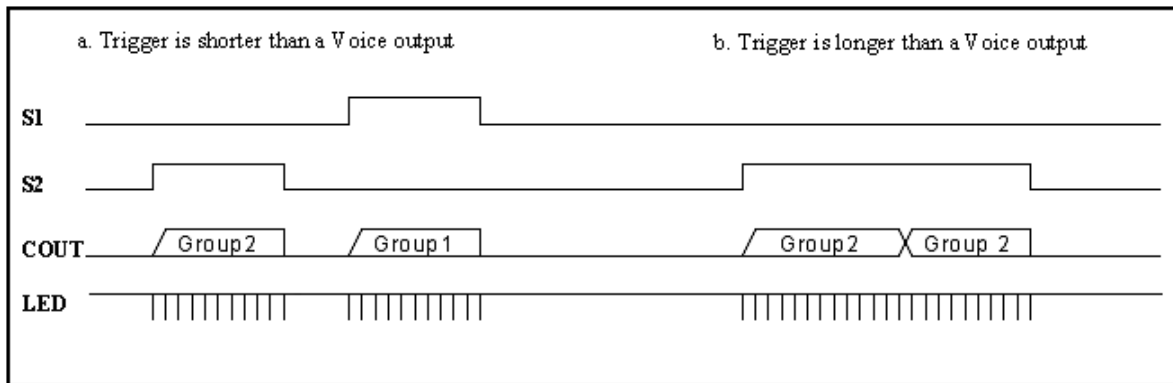 a. Trigger is shorter than a Voice output
b. Trigger is longer than a Voice output
S1
S2
COUT
Group2
Group1
Group2
Group 2
LED